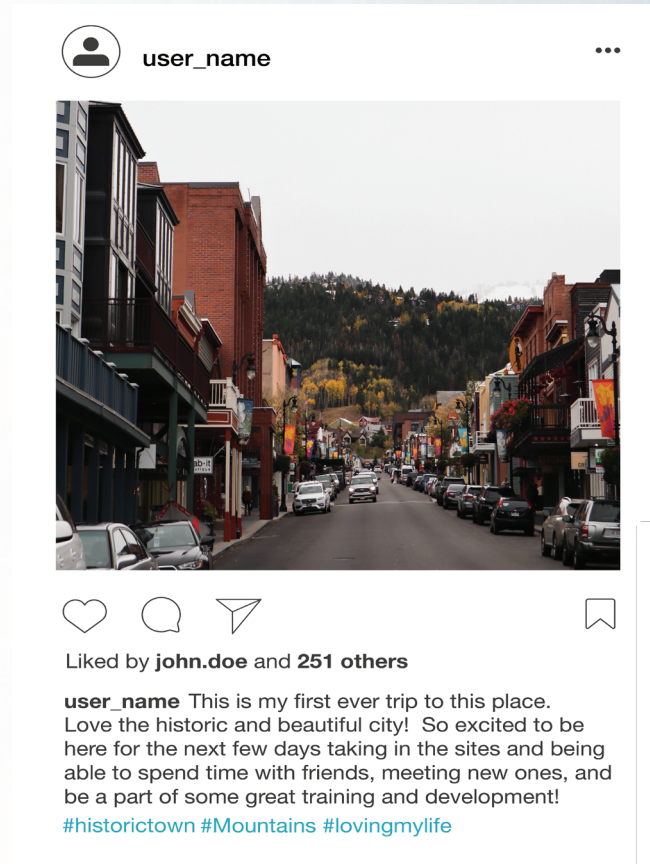 user_name
ab-it
Liked by john.doe and 251 others
user_name This is my first ever trip to this place.
Love the historic and beautiful city!  So excited to be
here for the next few days taking in the sites and being
able to spend time with friends, meeting new ones, and
be a part of some great training and development!
#historictown #Mountains #lovingmylife